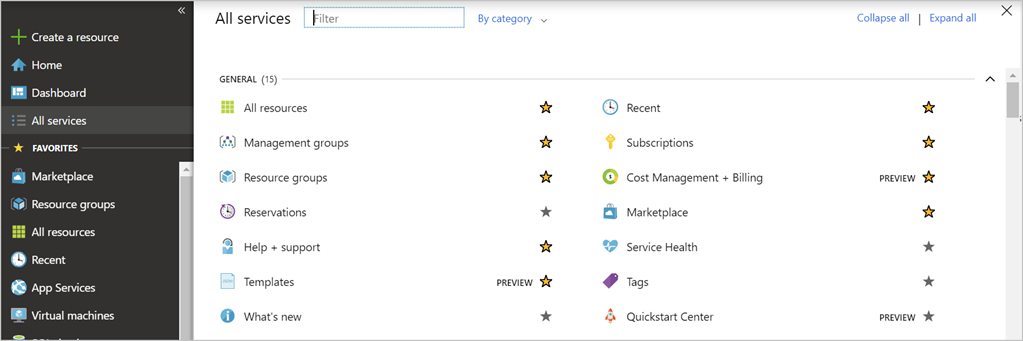 Create a resource
Home
Dashboard
All services
FAVORITES
Marketplace
Resource groups
All resources
Recent
App Services
Virtual machines
All services
Filter
By category
Collapse all | Expand all
GENERAL (15)
All resources
Recent
Management groups
Subscriptions
Resource groups
Cost Management + Billing PREVIEW
Reservations
Marketplace
Help + support
Service Health
Templates PREVIEW
Tags
What's new
Quickstart Center PREVIEW